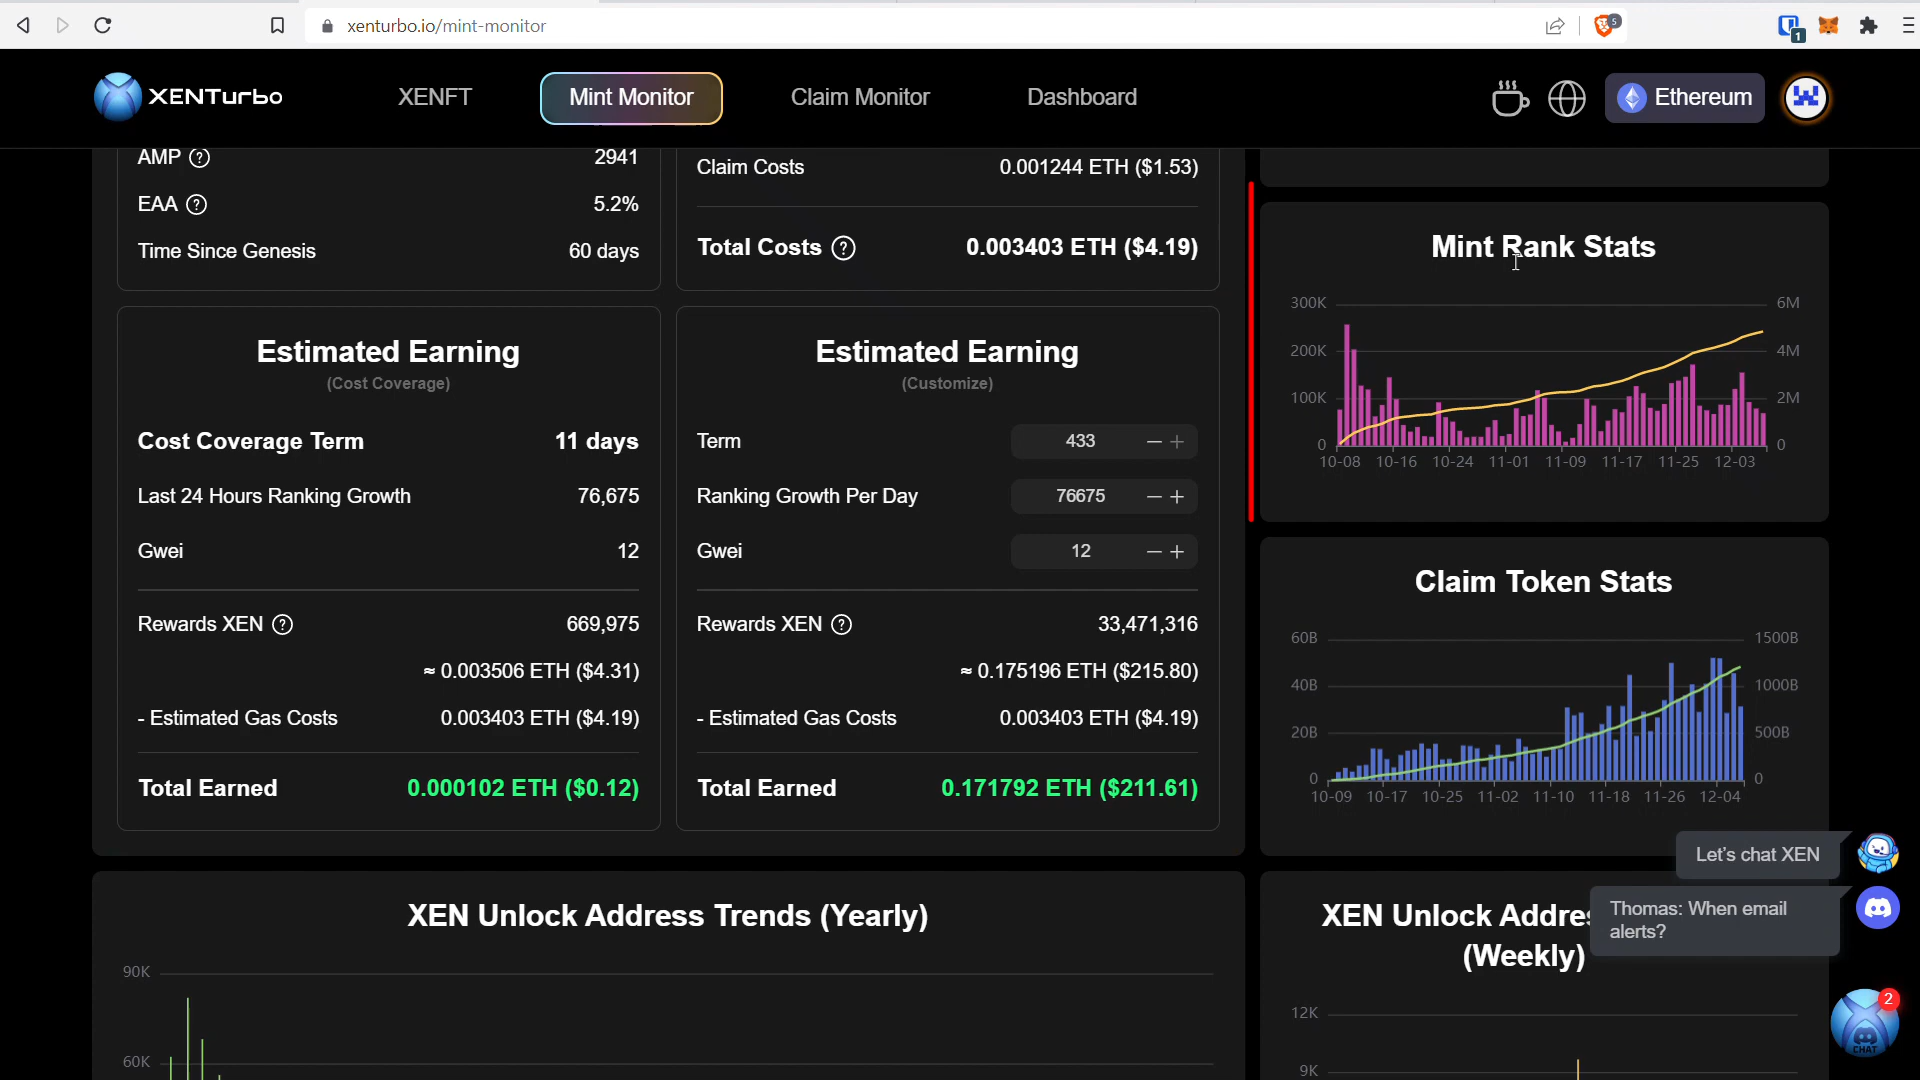 xenturbo.io/mint-monitor
5
1
XENTurbo
XENFT
Mint Monitor
Claim Monitor
Dashboard
Ethereum
AMP ? 2941
EAA ? 5.2%
Time Since Genesis 60 days
Claim Costs 0.001244 ETH ($1.53)
Total Costs ? 0.003403 ETH ($4.19)
Estimated Earning
(Cost Coverage)
Cost Coverage Term 11 days
Last 24 Hours Ranking Growth 76,675
Gwei 12
Rewards XEN ? 669,975
≈ 0.003506 ETH ($4.31)
- Estimated Gas Costs 0.003403 ETH ($4.19)
Total Earned 0.000102 ETH ($0.12)
Estimated Earning
(Customize)
Term 433 — +
Ranking Growth Per Day 76675 — +
Gwei 12 — +
Rewards XEN ? 33,471,316
≈ 0.175196 ETH ($215.80)
- Estimated Gas Costs 0.003403 ETH ($4.19)
Total Earned 0.171792 ETH ($211.61)
Mint Rank Stats
300K 6M
200K 4M
100K 2M
0 0
10-08 10-16 10-24 11-01 11-09 11-17 11-25 12-03
Claim Token Stats
60B 1500B
40B 1000B
20B 500B
0 0
10-09 10-17 10-25 11-02 11-10 11-18 11-26 12-04
XEN Unlock Address Trends (Yearly)
90K
60K
XEN Unlock Addre
(Weekly)
12K
9K
Let's chat XEN
Thomas: When email
alerts?
2
CHAT